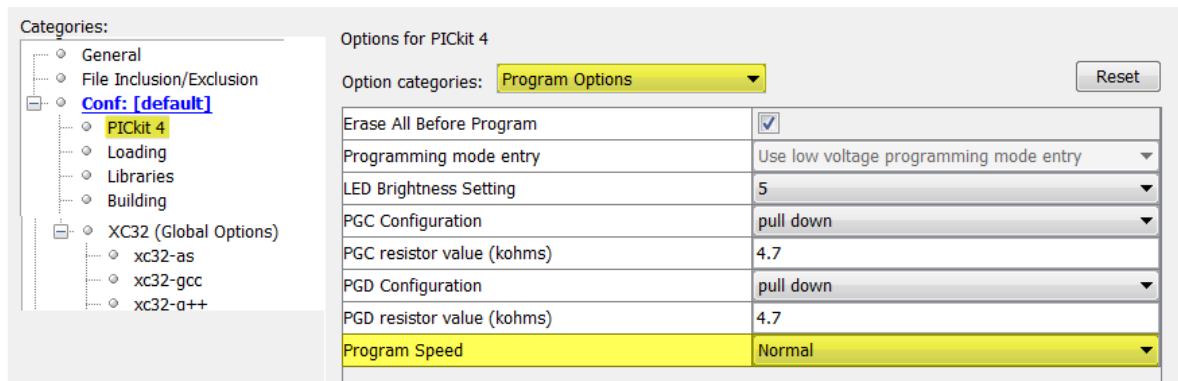 Categories:
General
File Inclusion/Exclusion
Conf: [default]
PICkit 4
Loading
Libraries
Building
XC32 (Global Options)
xc32-as
xc32-gcc
xc32-g++
Options for PICkit 4
Option categories: Program Options Reset
Erase All Before Program
Programming mode entry Use low voltage programming mode entry
LED Brightness Setting 5
PGC Configuration pull down
PGC resistor value (kohms) 4.7
PGD Configuration pull down
PGD resistor value (kohms) 4.7
Program Speed Normal